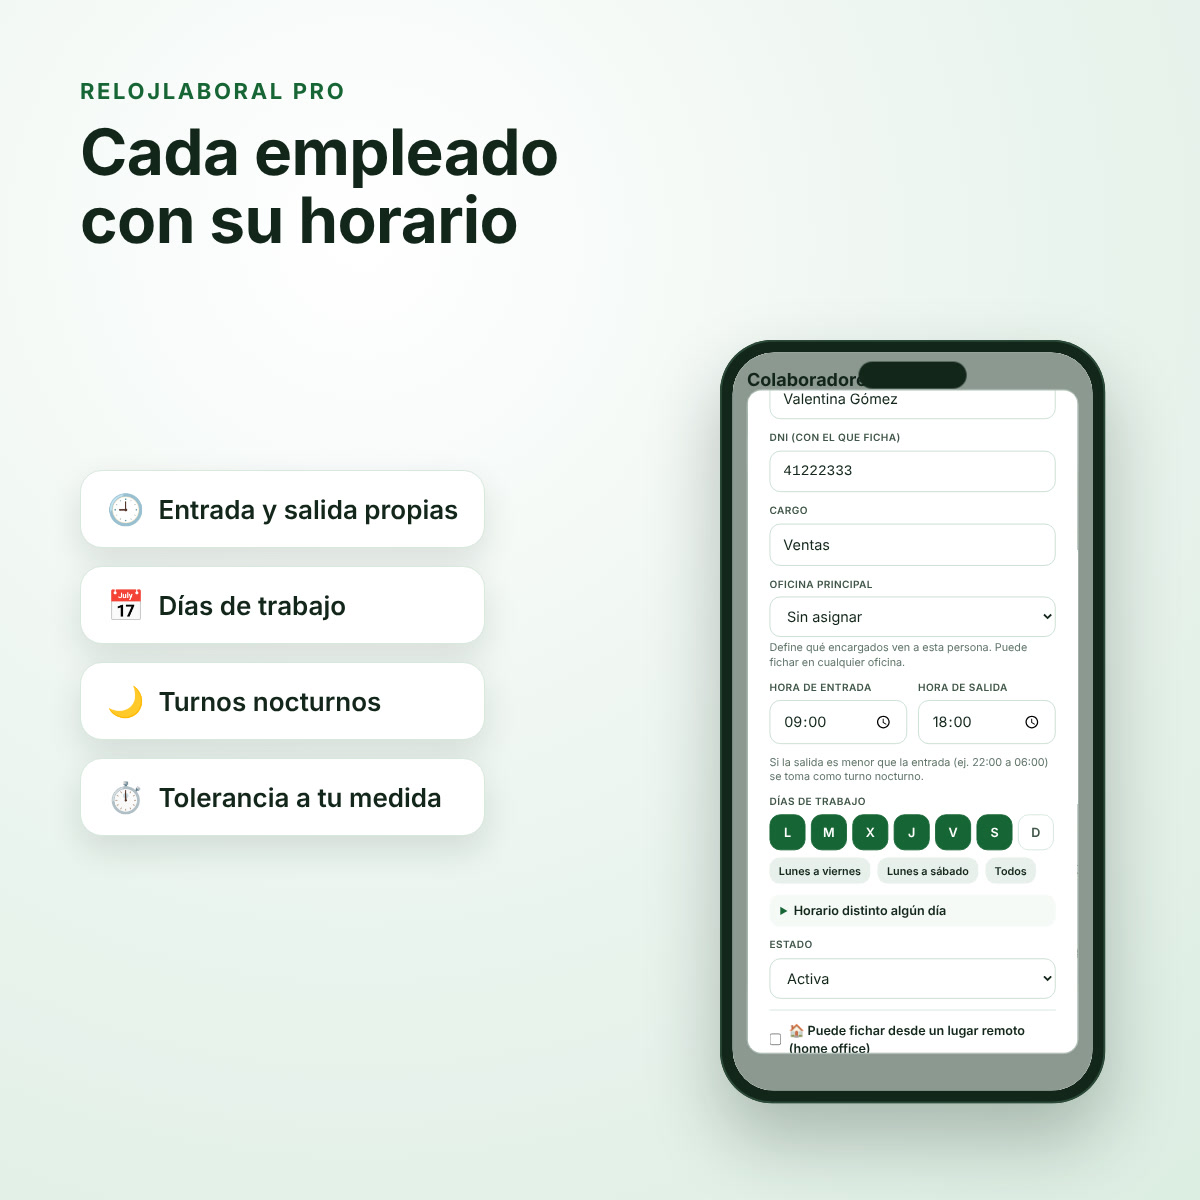 RELOJLABORAL PRO
Cada empleado
con su horario
Entrada y salida propias
July
17
Días de trabajo
Turnos nocturnos
Tolerancia a tu medida
Colaboradore
Valentina Gómez
DNI (CON EL QUE FICHA)
41222333
CARGO
Ventas
OFICINA PRINCIPAL
Sin asignar
Define qué encargados ven a esta persona. Puede
fichar en cualquier oficina.
HORA DE ENTRADA HORA DE SALIDA
09:00 18:00
Si la salida es menor que la entrada (ej. 22:00 a 06:00)
se toma como turno nocturno.
DÍAS DE TRABAJO
L M X J V S D
Lunes a viernes Lunes a sábado Todos
Horario distinto algún día
ESTADO
Activa
Puede fichar desde un lugar remoto
(home office)